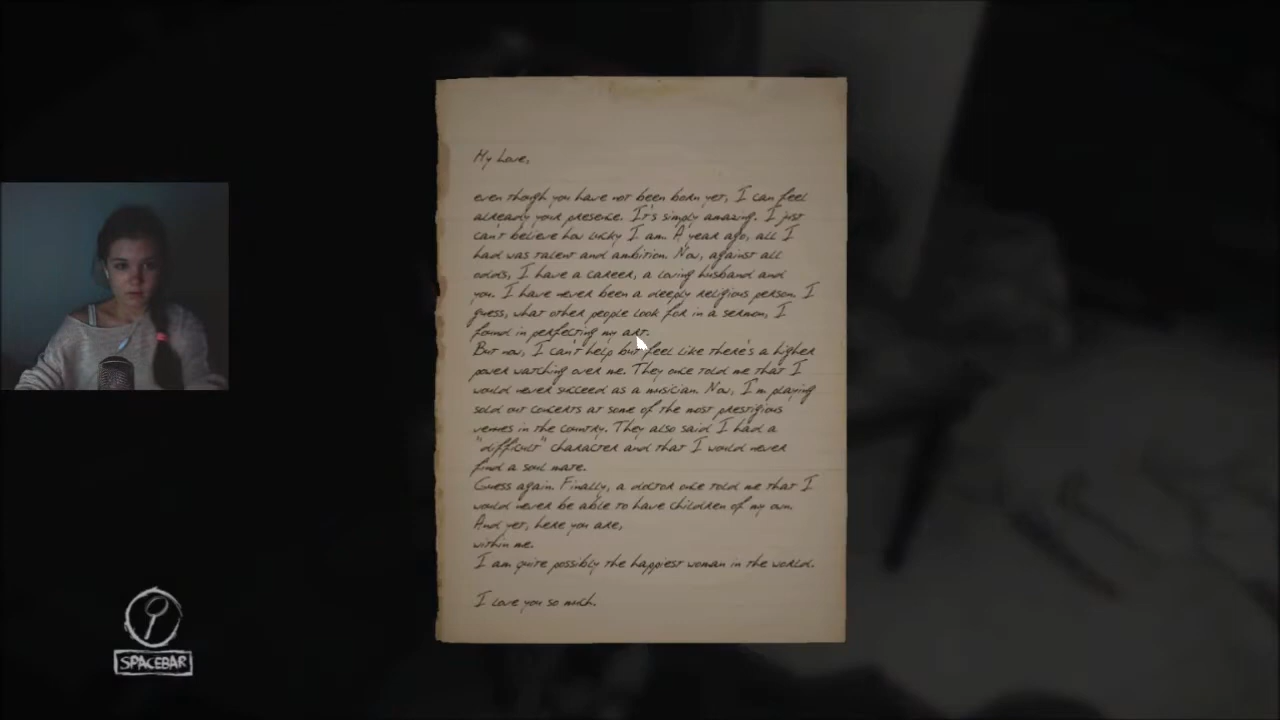 My Love,
even though you have not been born yet, I can feel
already your presence. It's simply amazing. I just
can't believe how lucky I am. A year ago, all I
had was talent and ambition. Now, against all
odds, I have a career, a loving husband and
you. I have never been a deeply religious person. I
guess, what other people look for in a sermon, I
found in perfecting my art.
But now, I can't help but feel like there's a higher
power watching over me. They once told me that I
would never succeed as a musician. Now, I'm playing
sold out concerts at some of the most prestigious
venues in the country. They also said I had a
"difficult" character and that I would never
find a soul mate.
Guess again. Finally, a doctor once told me that I
would never be able to have children of my own.
And yet, here you are,
within me.
I am quite possibly the happiest woman in the world.
I love you so much.
SPACEBAR